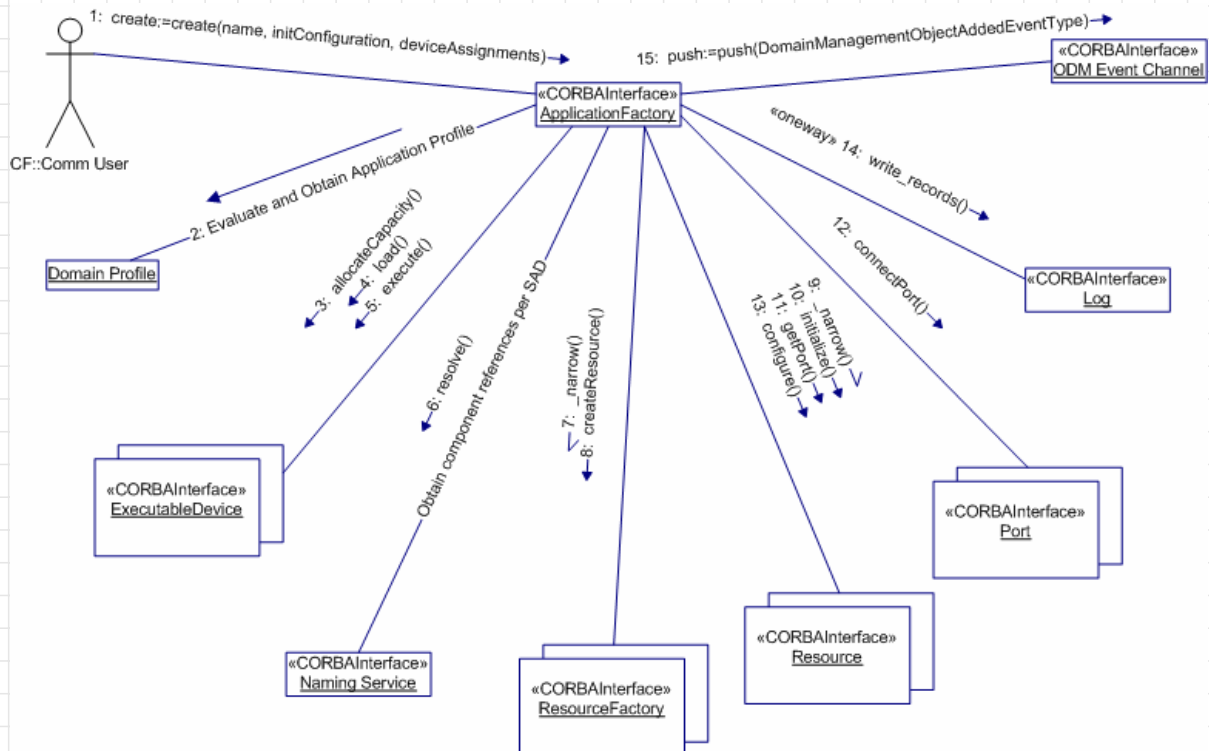 1: create:=create(name, initConfiguration, deviceAssignments)
15: push:=push(DomainManagementObjectAddedEventType)
«CORBAInterface»
ODM Event Channel
«CORBAInterface»
ApplicationFactory
CF::Comm User
2: Evaluate and Obtain Application Profile
Domain Profile
«oneway» 14: write_records()
«CORBAInterface»
Log
3: allocateCapacity()
4: load()
5: execute()
6: resolve()
Obtain component references per SAD
7: _narrow()
8: createResource()
9: _narrow()
10: initialize()
11: getPort()
13: configure()
12: connectPort()
«CORBAInterface»
ExecutableDevice
«CORBAInterface»
Port
«CORBAInterface»
Naming Service
«CORBAInterface»
ResourceFactory
«CORBAInterface»
Resource